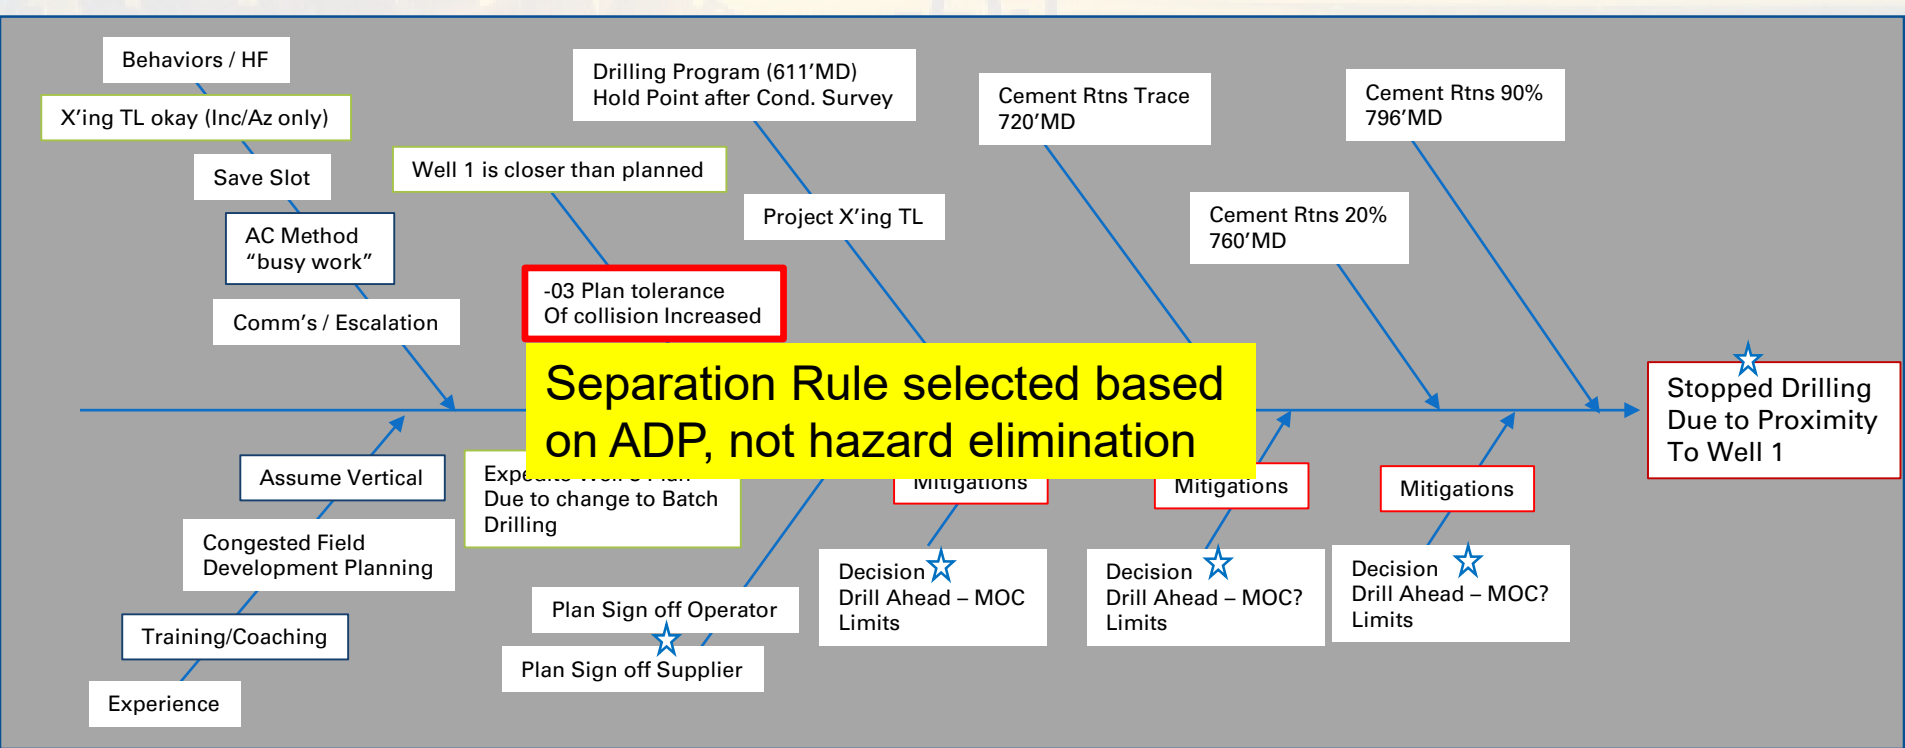 Behaviors / HF
X'ing TL okay (Inc/Az only)
Save Slot
AC Method
“busy work”
Comm's / Escalation
Well 1 is closer than planned
-03 Plan tolerance
Of collision Increased
Drilling Program (611'MD)
Hold Point after Cond. Survey
Project X'ing TL
Cement Rtns Trace
720'MD
Cement Rtns 20%
760'MD
Cement Rtns 90%
796'MD
Separation Rule selected based
on ADP, not hazard elimination
Stopped Drilling
Due to Proximity
To Well 1
Assume Vertical
Congested Field
Development Planning
Training/Coaching
Experience
Due to change to Batch
Drilling
Plan Sign off Operator
Plan Sign off Supplier
Mitigations
Decision
Drill Ahead – MOC
Limits
Mitigations
Decision
Drill Ahead – MOC?
Limits
Mitigations
Decision
Drill Ahead – MOC?
Limits